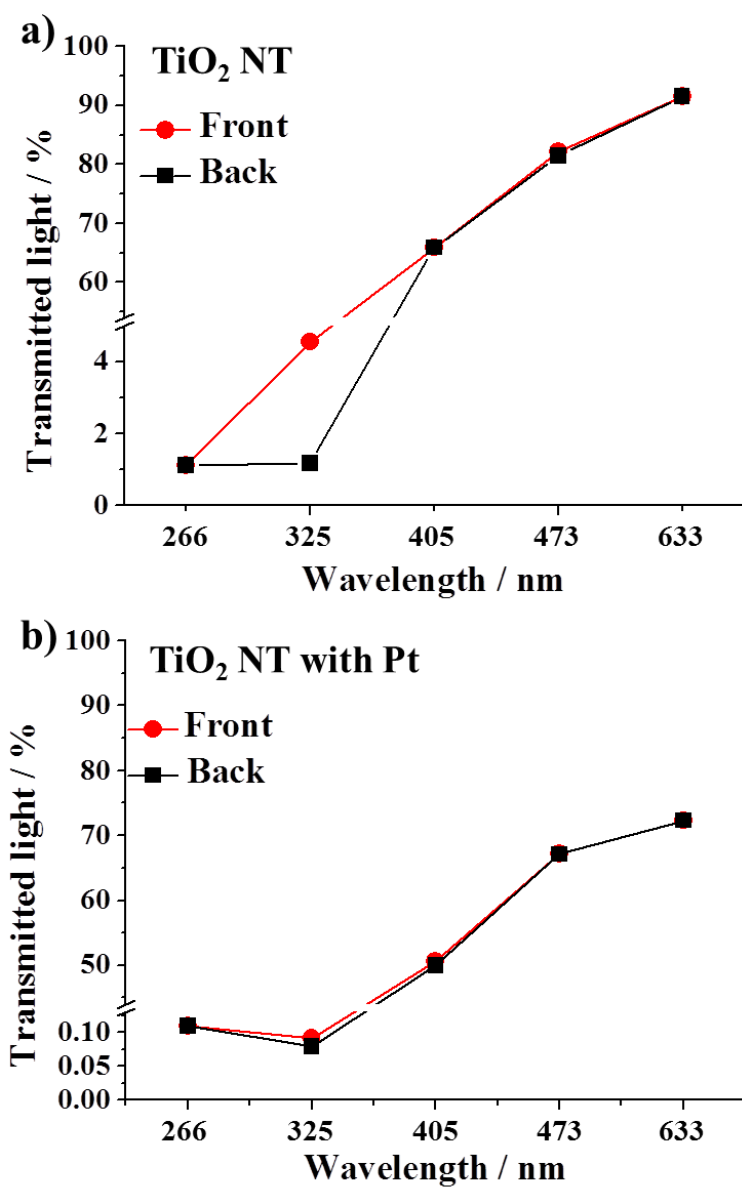 a)
TiO₂ NT
Front
Back
Transmitted light / %
100
90
80
70
60
4
2
0
266 325 405 473 633
Wavelength / nm
b)
TiO₂ NT with Pt
Front
Back
Transmitted light / %
100
90
80
70
50
0.10
0.05
0.00
266 325 405 473 633
Wavelength / nm